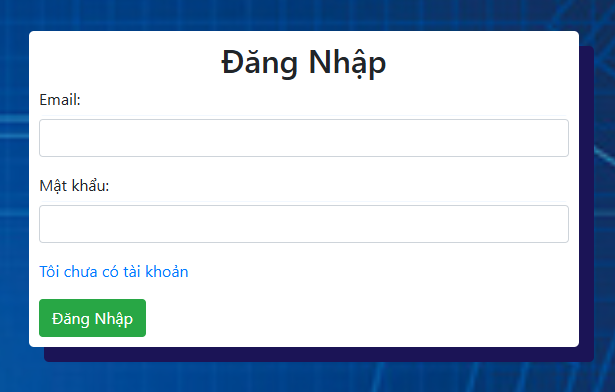 Đăng Nhập
Email:
Mật khẩu:
Tôi chưa có tài khoản
Đăng Nhập